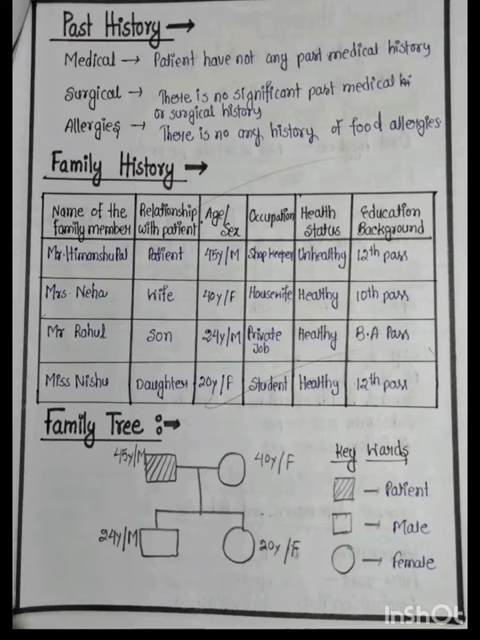 Past History →
Medical → Patient have not any past medical history
Surgical → There is no significant past medical hi
or surgical history
Allergies → There is no any history of food allergies.
Family History →
Name of the family member | Relationship with patient | Age/Sex | Occupation | Health Status | Education Background
Mr. Himanshu Pal | Patient | 45y/M | Shop keeper | Unhealthy | 12th pass
Mrs Neha | Wife | 40y/F | Housewife | Healthy | 10th pass
Mr Rahul | Son | 24y/M | Private Job | Healthy | B.A Pass
Miss Nishu | Daughter | 20y/F | Student | Healthy | 12th pass
Family Tree :→
45y/M 40y/F
24y/M 20y/F
Key Wards
→ Patient
→ Male
→ Female
InShOt